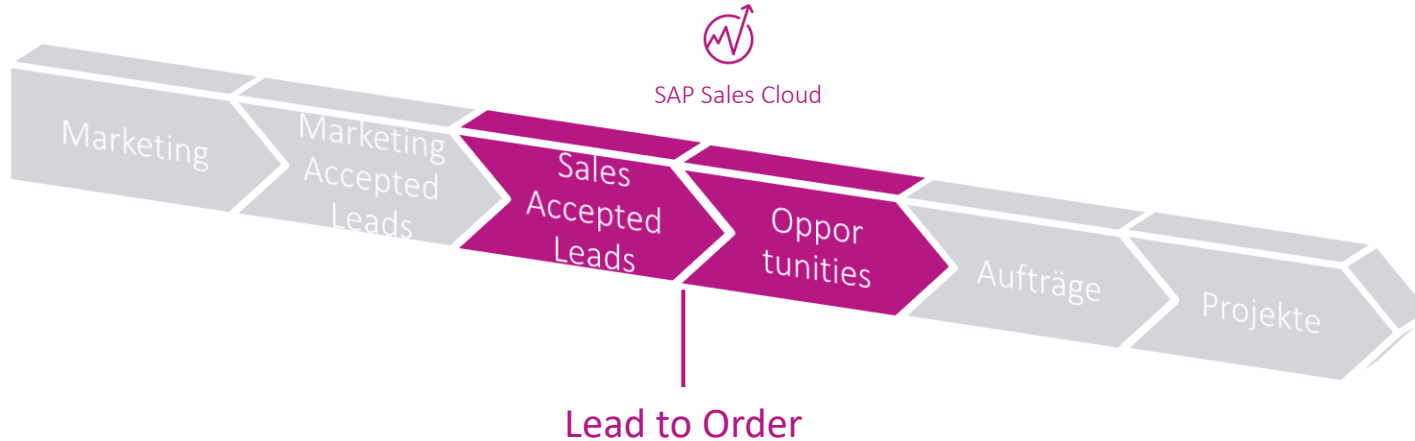 SAP Sales Cloud
Marketing
Marketing
Accepted
Leads
Sales
Accepted
Leads
Oppor
tunities
Aufträge
Projekte
Lead to Order